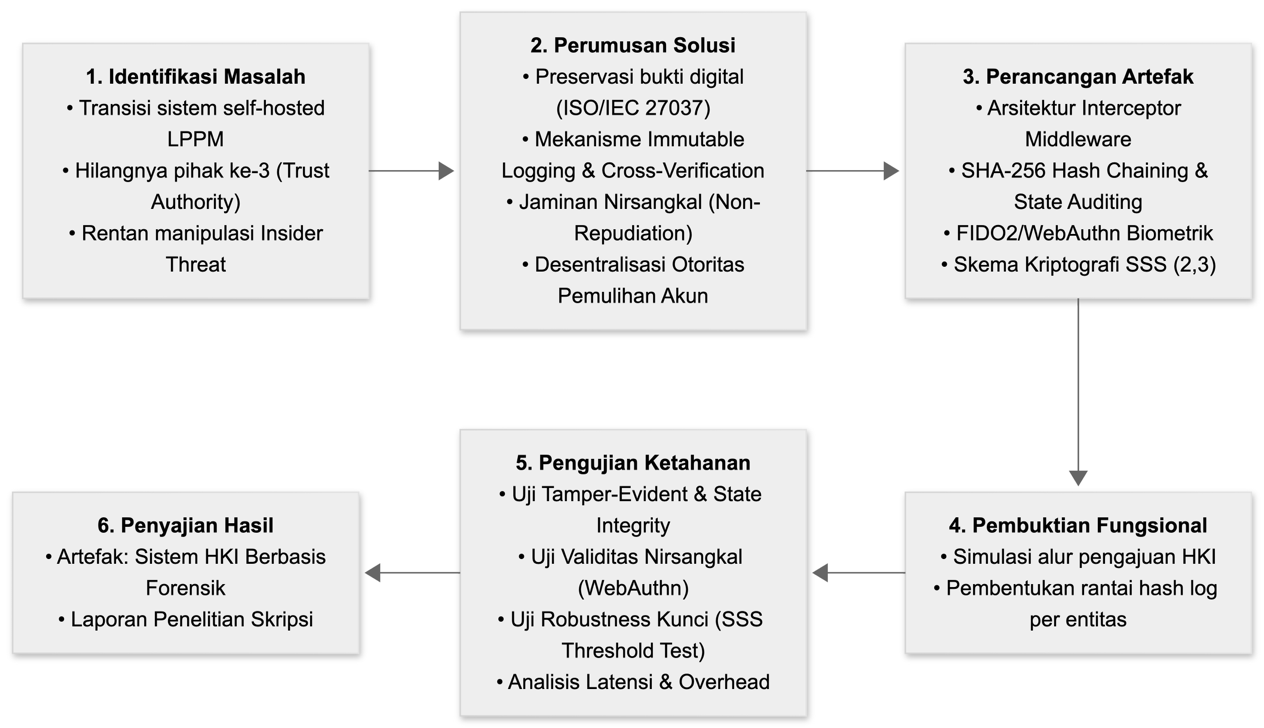 1. Identifikasi Masalah
• Transisi sistem self-hosted
LPPM
• Hilangnya pihak ke-3 (Trust
Authority)
• Rentan manipulasi Insider
Threat
2. Perumusan Solusi
• Preservasi bukti digital
(ISO/IEC 27037)
• Mekanisme Immutable
Logging & Cross-Verification
• Jaminan Nirsangkal (Non-
Repudiation)
• Desentralisasi Otoritas
Pemulihan Akun
3. Perancangan Artefak
• Arsitektur Interceptor
Middleware
• SHA-256 Hash Chaining &
State Auditing
• FIDO2/WebAuthn Biometrik
• Skema Kriptografi SSS (2,3)
4. Pembuktian Fungsional
• Simulasi alur pengajuan HKI
• Pembentukan rantai hash log
per entitas
5. Pengujian Ketahanan
• Uji Tamper-Evident & State
Integrity
• Uji Validitas Nirsangkal
(WebAuthn)
• Uji Robustness Kunci (SSS
Threshold Test)
• Analisis Latensi & Overhead
6. Penyajian Hasil
• Artefak: Sistem HKI Berbasis
Forensik
• Laporan Penelitian Skripsi